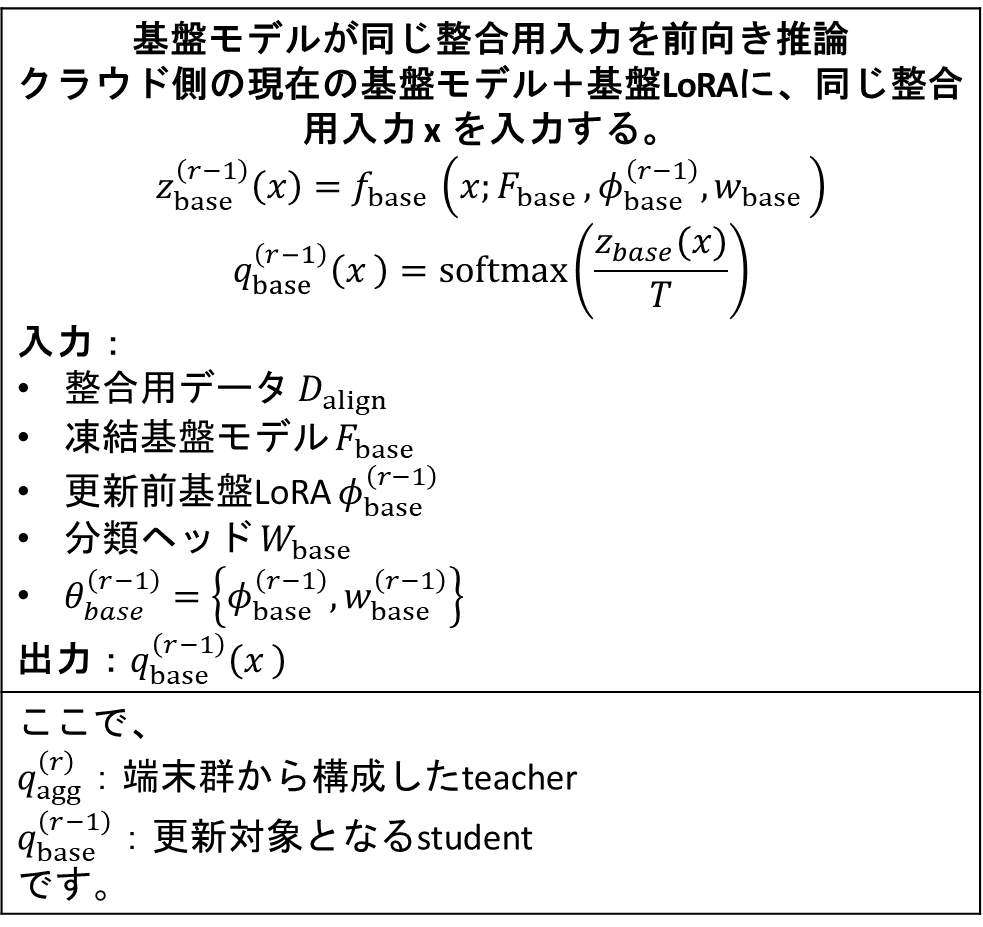 基盤モデルが同じ整合用入力を前向き推論
クラウド側の現在の基盤モデル＋基盤LoRAに、同じ整合
用入力 x を入力する。
$z_{\text{base}}^{(r-1)}(x) = f_{\text{base}}\left(x; F_{\text{base}}, \phi_{\text{base}}^{(r-1)}, w_{\text{base}}\right)$
$q_{\text{base}}^{(r-1)}(x) = \text{softmax}\left(\frac{z_{base}(x)}{T}\right)$
入力：
• 整合用データ $D_{\text{align}}$
• 凍結基盤モデル $F_{\text{base}}$
• 更新前基盤LoRA $\phi_{\text{base}}^{(r-1)}$
• 分類ヘッド $W_{\text{base}}$
• $\theta_{base}^{(r-1)} = \left\{\phi_{\text{base}}^{(r-1)}, w_{\text{base}}^{(r-1)}\right\}$
出力：$q_{\text{base}}^{(r-1)}(x)$
ここで、
$q_{\text{agg}}^{(r)}$：端末群から構成したteacher
$q_{\text{base}}^{(r-1)}$：更新対象となるstudent
です。